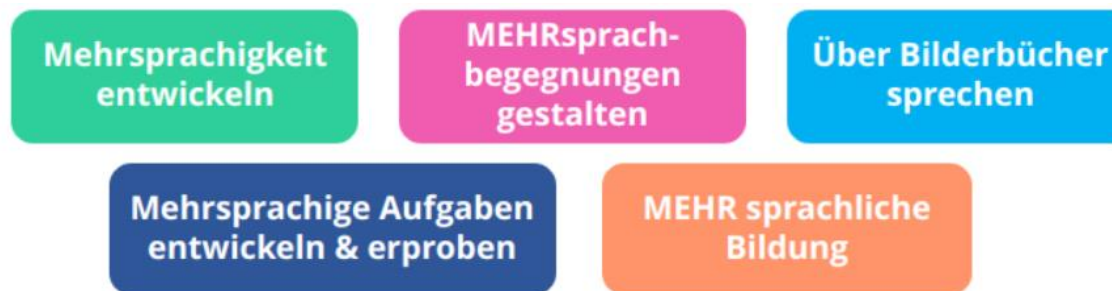 Mehrsprachigkeit
entwickeln
MEHRsprach-
begegnungen
gestalten
Über Bilderbücher
sprechen
Mehrsprachige Aufgaben
entwickeln & erproben
MEHR sprachliche
Bildung